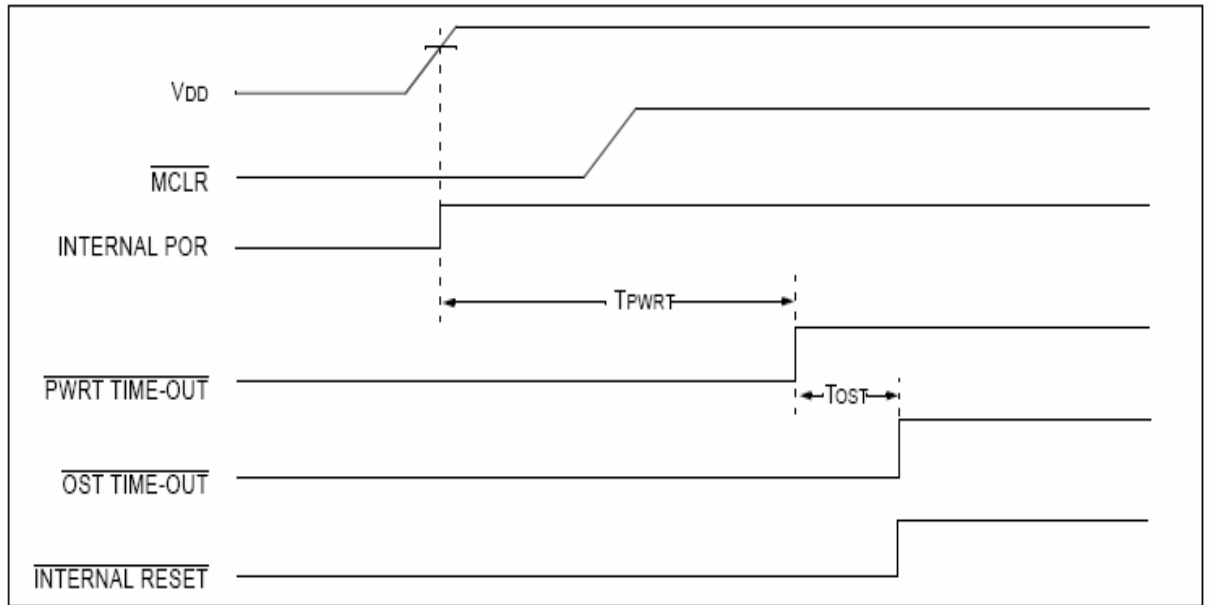 VDD
MCLR
INTERNAL POR
TPWRT
PWRT TIME-OUT
TOST
OST TIME-OUT
INTERNAL RESET